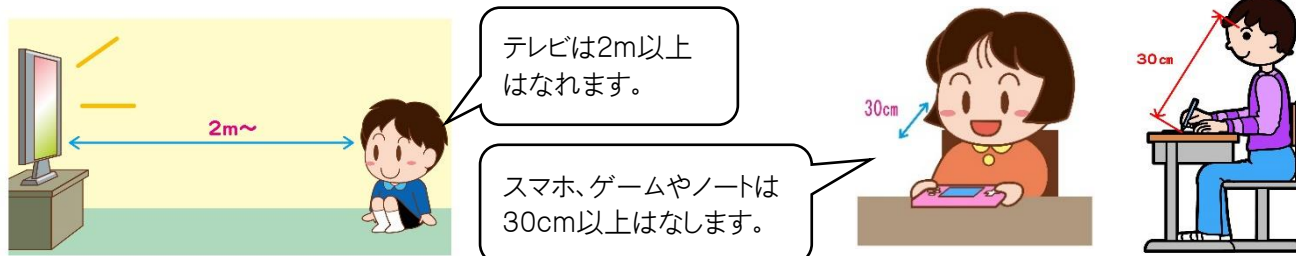 2m~
テレビは2m以上
はなれます。
スマホ、ゲームやノートは
30cm以上はなします。
30cm
30cm